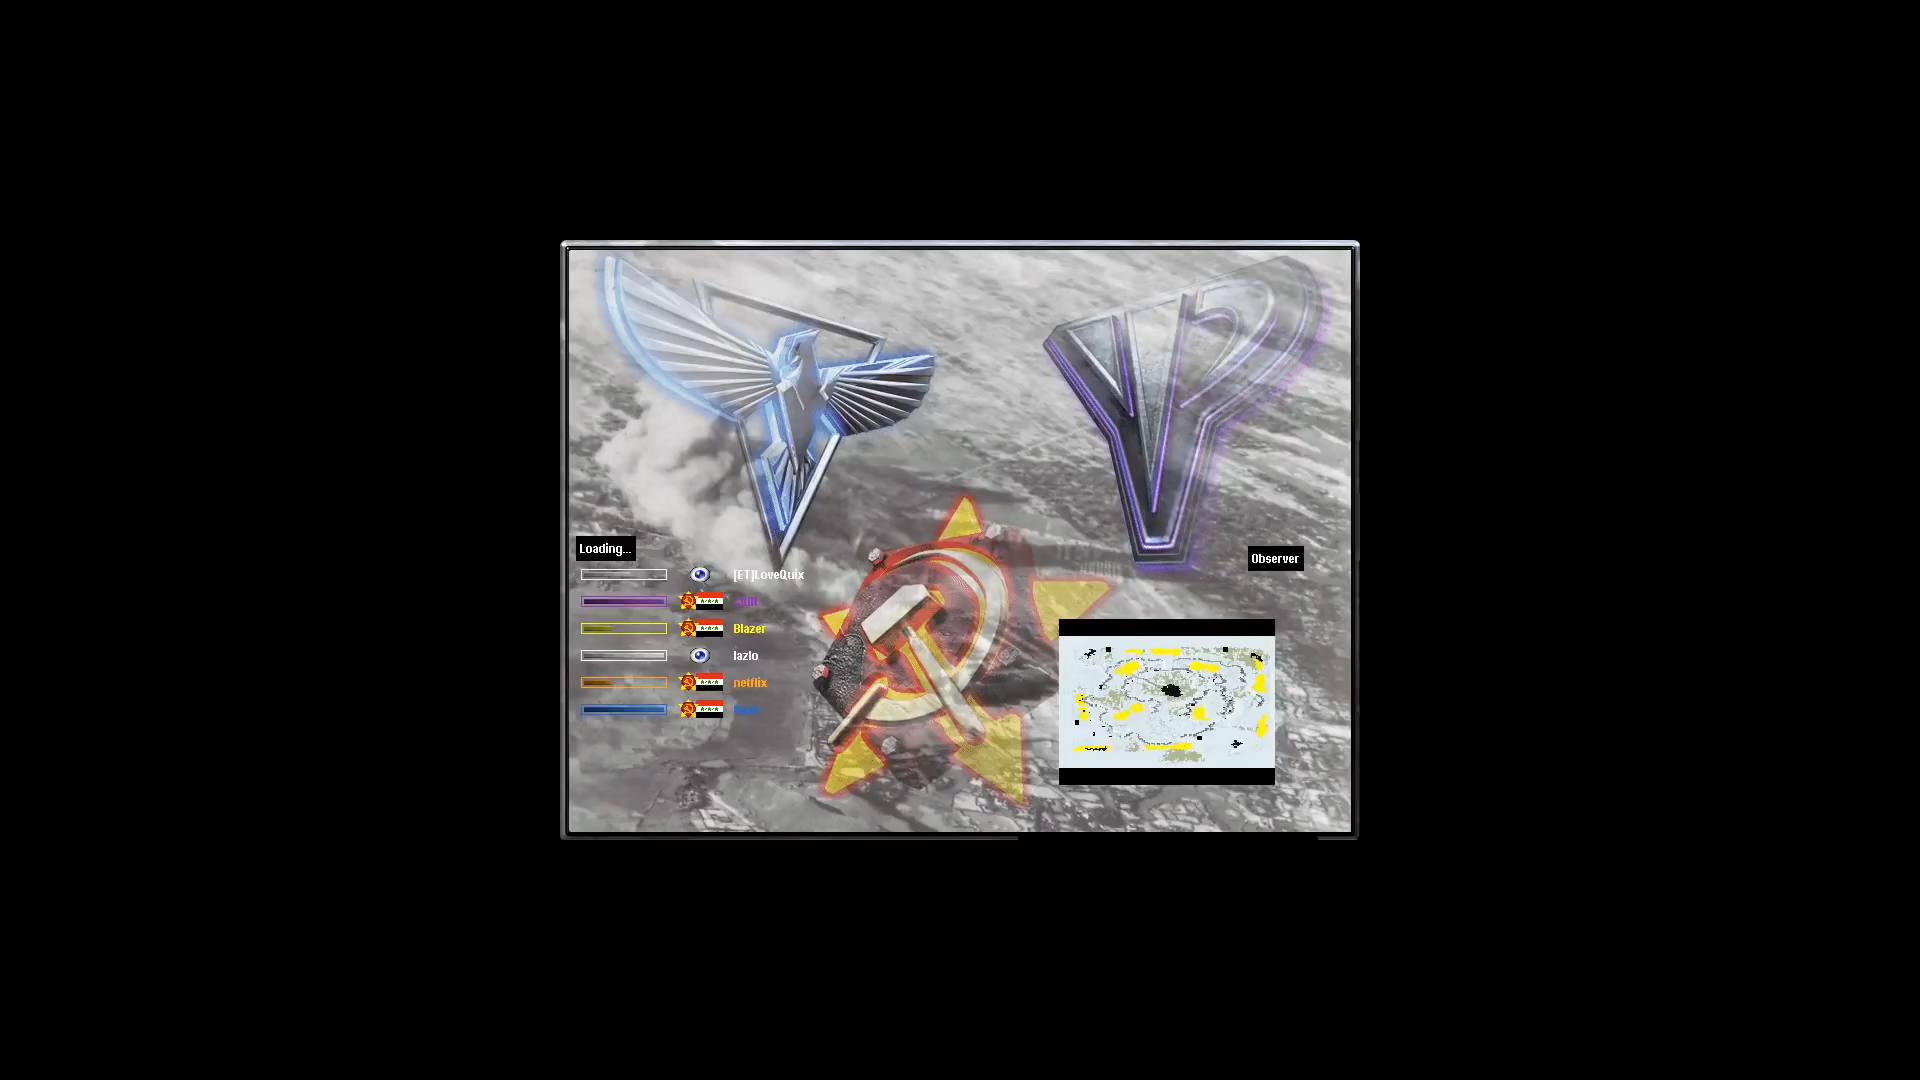 Loading...
Observer
[ET]LoveQuix
Blazer
lazlo
netflix